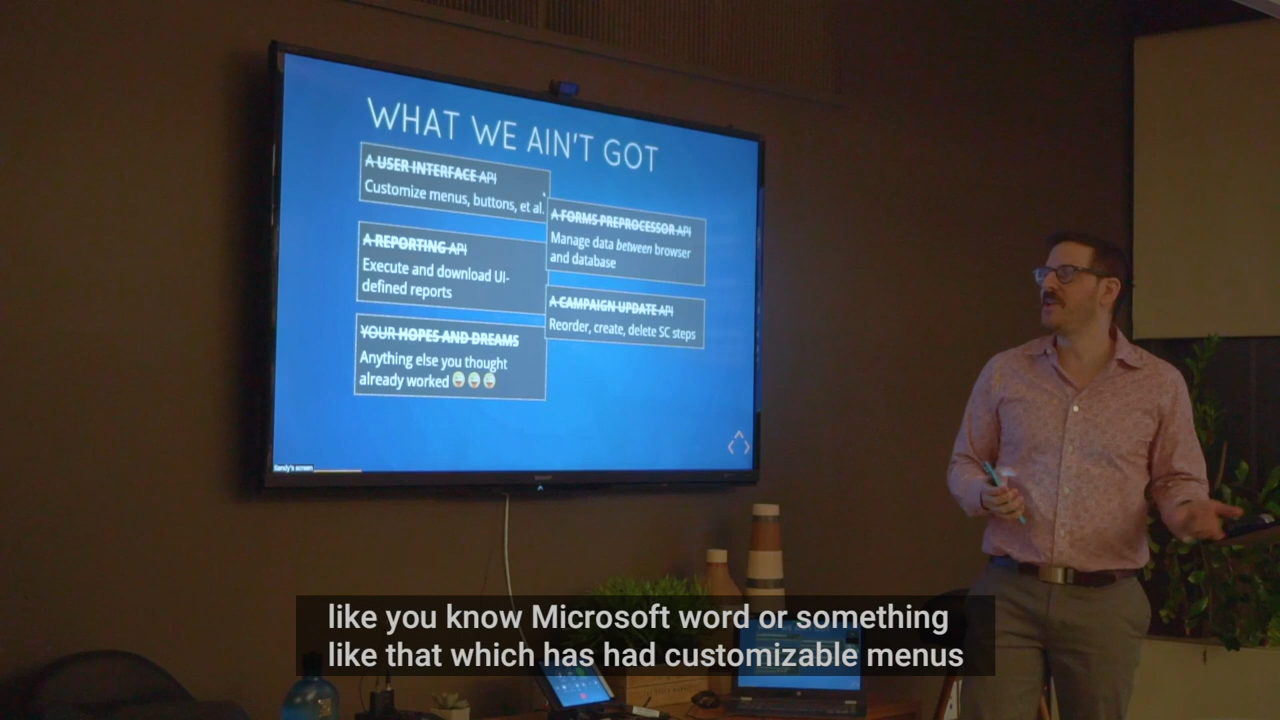 WHAT WE AIN'T GOT
A USER INTERFACE API
Customize menus, buttons, et al.
A REPORTING API
Execute and download UI-
defined reports
YOUR HOPES AND DREAMS
Anything else you thought
already worked
A FORMS PREPROCESSOR API
Manage data between browser
and database
A CAMPAIGN UPDATE API
Reorder, create, delete SC steps
Sandy's screen
like you know Microsoft word or something
like that which has had customizable menus